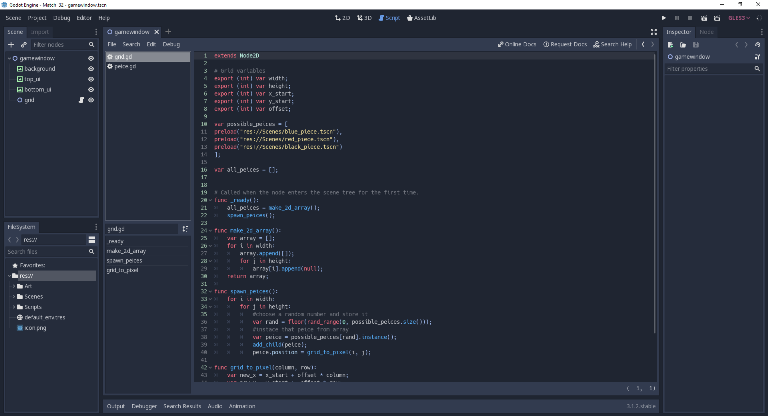 Godot Engine - Match_32 - gamewindow.tscn
Scene Project Debug Editor Help
2D 3D Script AssetLib
GLES3
Scene Import
Filter nodes
gamewindow
background
top_ui
bottom_ui
grid
FileSystem
res://
Search files
Favorites:
res://
Art
Scenes
Scripts
default_env.tres
icon.png
gamewindow
File Search Edit Debug
Online Docs Request Docs Search Help
grid.gd
peice.gd
grid.gd
_ready
make_2d_array
spawn_peices
grid_to_pixel
1 extends Node2D
2
3 # Grid variables
4 export (int) var width;
5 export (int) var height;
6 export (int) var x_start;
7 export (int) var y_start;
8 export (int) var offset;
9
10 var possible_peices = [
11 preload("res://Scenes/blue_piece.tscn"),
12 preload("res://Scenes/red_piece.tscn"),
13 preload("res://Scenes/black_piece.tscn")
14 ];
15
16 var all_peices = [];
17
18
19 # Called when the node enters the scene tree for the first time.
20 func _ready():
21 all_peices = make_2d_array();
22 spawn_peices();
23
24 func make_2d_array():
25 var array = [];
26 for i in width:
27 array.append([]);
28 for j in height:
29 array[i].append(null);
30 return array;
31
32 func spawn_peices():
33 for i in width:
34 for j in height:
35 #choose a random number and store it
36 var rand = floor(rand_range(0, possible_peices.size()));
37 #instace that peice from array
38 var peice = possible_peices[rand].instance();
39 add_child(peice);
40 peice.position = grid_to_pixel(i, j);
41
42 func grid_to_pixel(column, row):
43 var new_x = x_start + offset * column;
( 1, 1)
Output Debugger Search Results Audio Animation
3.1.2.stable
Inspector Node
gamewindow
Filter properties